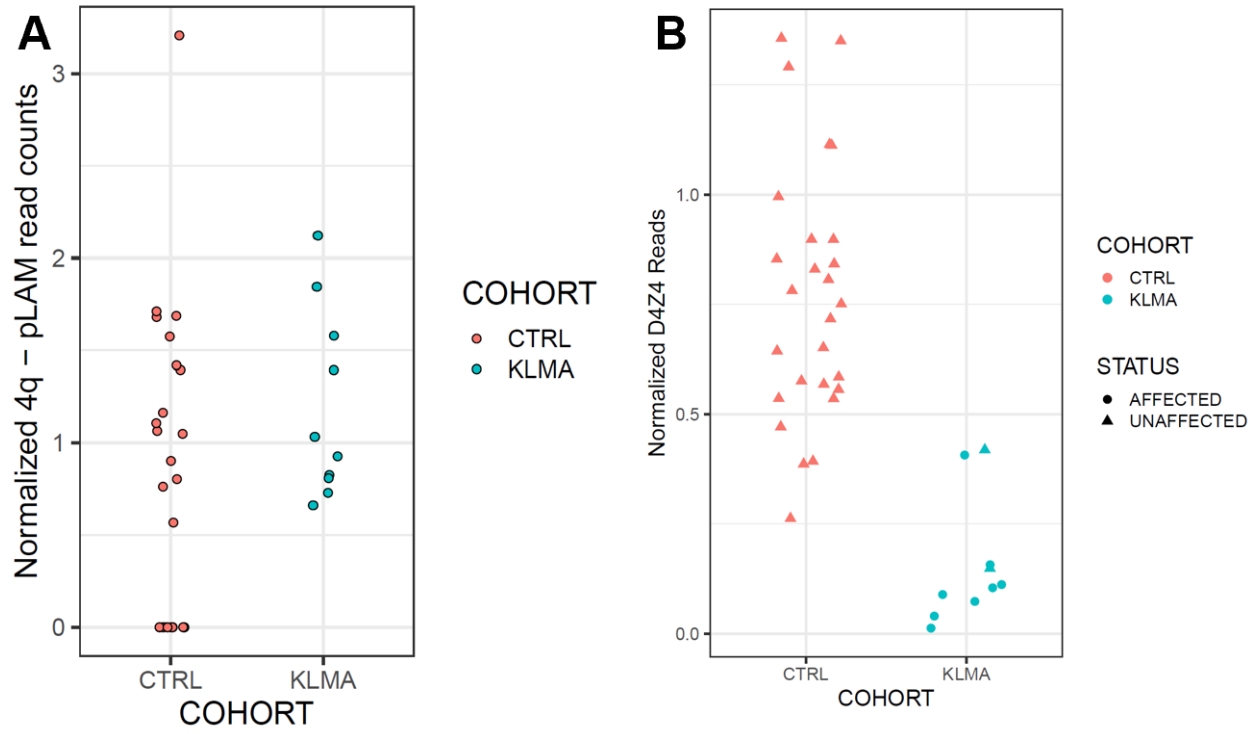 A
Normalized 4q − pLAM read counts
3
2
1
0
CTRL
KLMA
COHORT
COHORT
CTRL
KLMA
B
Normalized D4Z4 Reads
1.0
0.5
0.0
CTRL
KLMA
COHORT
COHORT
CTRL
KLMA
STATUS
AFFECTED
UNAFFECTED